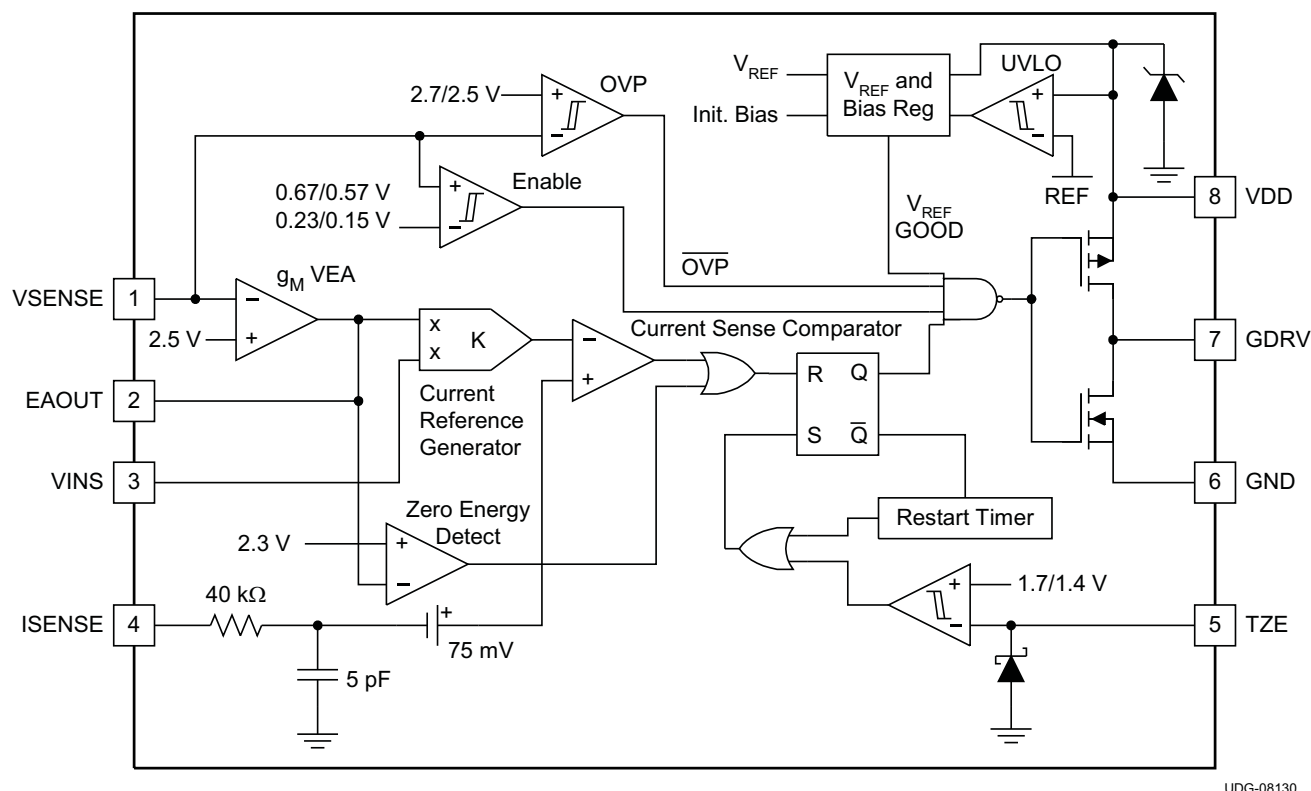 V_REF
Init. Bias
V_REF and
Bias Reg
UVLO
+
−
REF
2.7/2.5 V
+
−
OVP
0.67/0.57 V
0.23/0.15 V
+
−
Enable
V_REF
GOOD
O̅V̅P̅
8 VDD
VSENSE 1
2.5 V
g_M VEA
−
+
x
x
K
Current
Reference
Generator
Current Sense Comparator
−
+
R Q
S Q̅
7 GDRV
EAOUT 2
VINS 3
6 GND
Restart Timer
Zero Energy
Detect
2.3 V
+
−
1.7/1.4 V
+
−
5 TZE
ISENSE 4
40 kΩ
5 pF
+
75 mV
UDG-08130